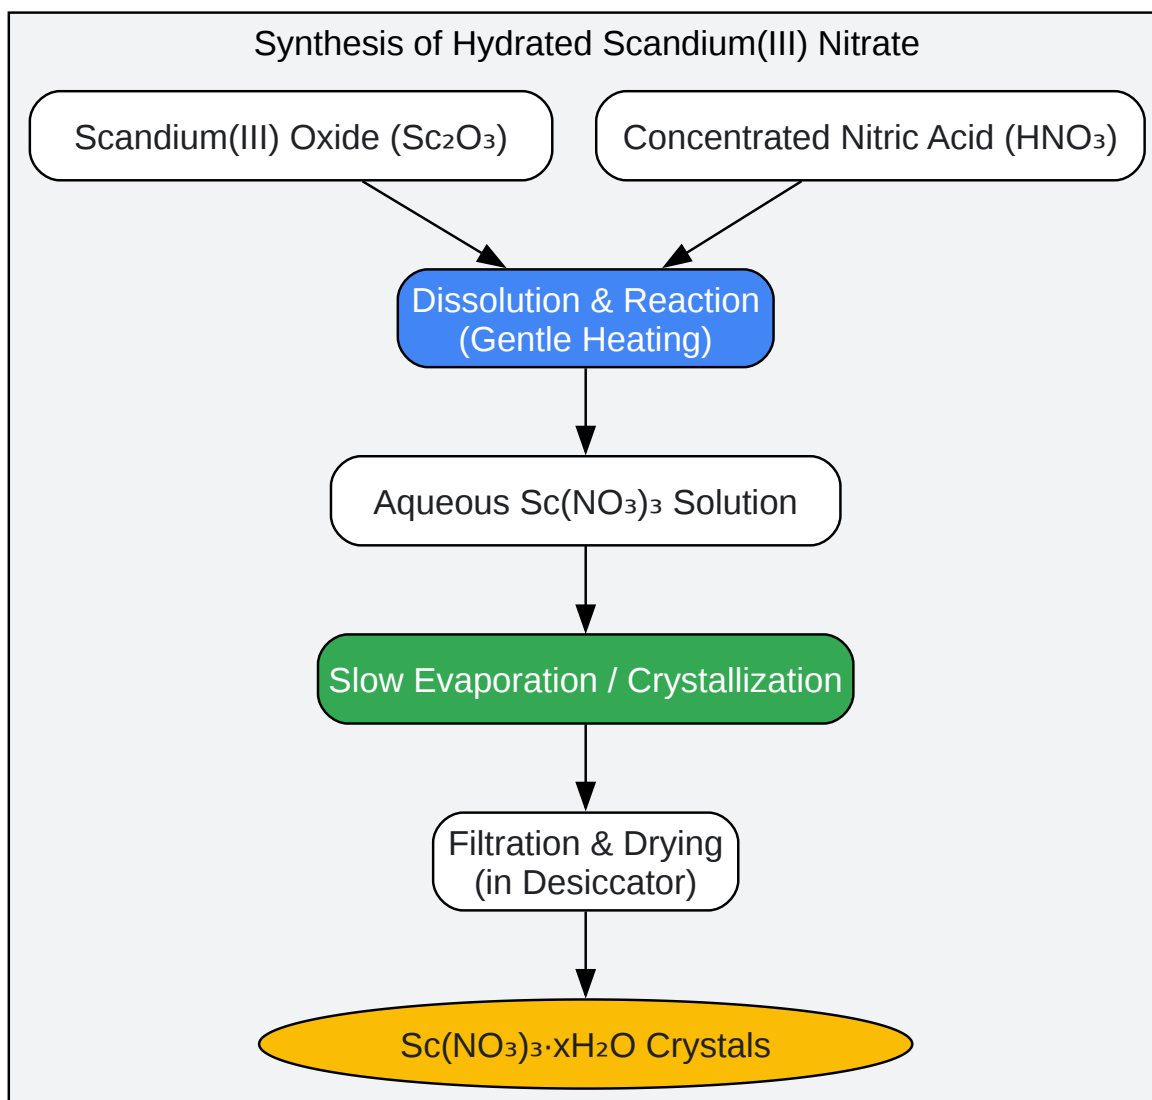 Synthesis of Hydrated Scandium(III) Nitrate
Scandium(III) Oxide (Sc₂O₃)
Concentrated Nitric Acid (HNO₃)
Dissolution & Reaction
(Gentle Heating)
Aqueous Sc(NO₃)₃ Solution
Slow Evaporation / Crystallization
Filtration & Drying
(in Desiccator)
Sc(NO₃)₃·xH₂O Crystals